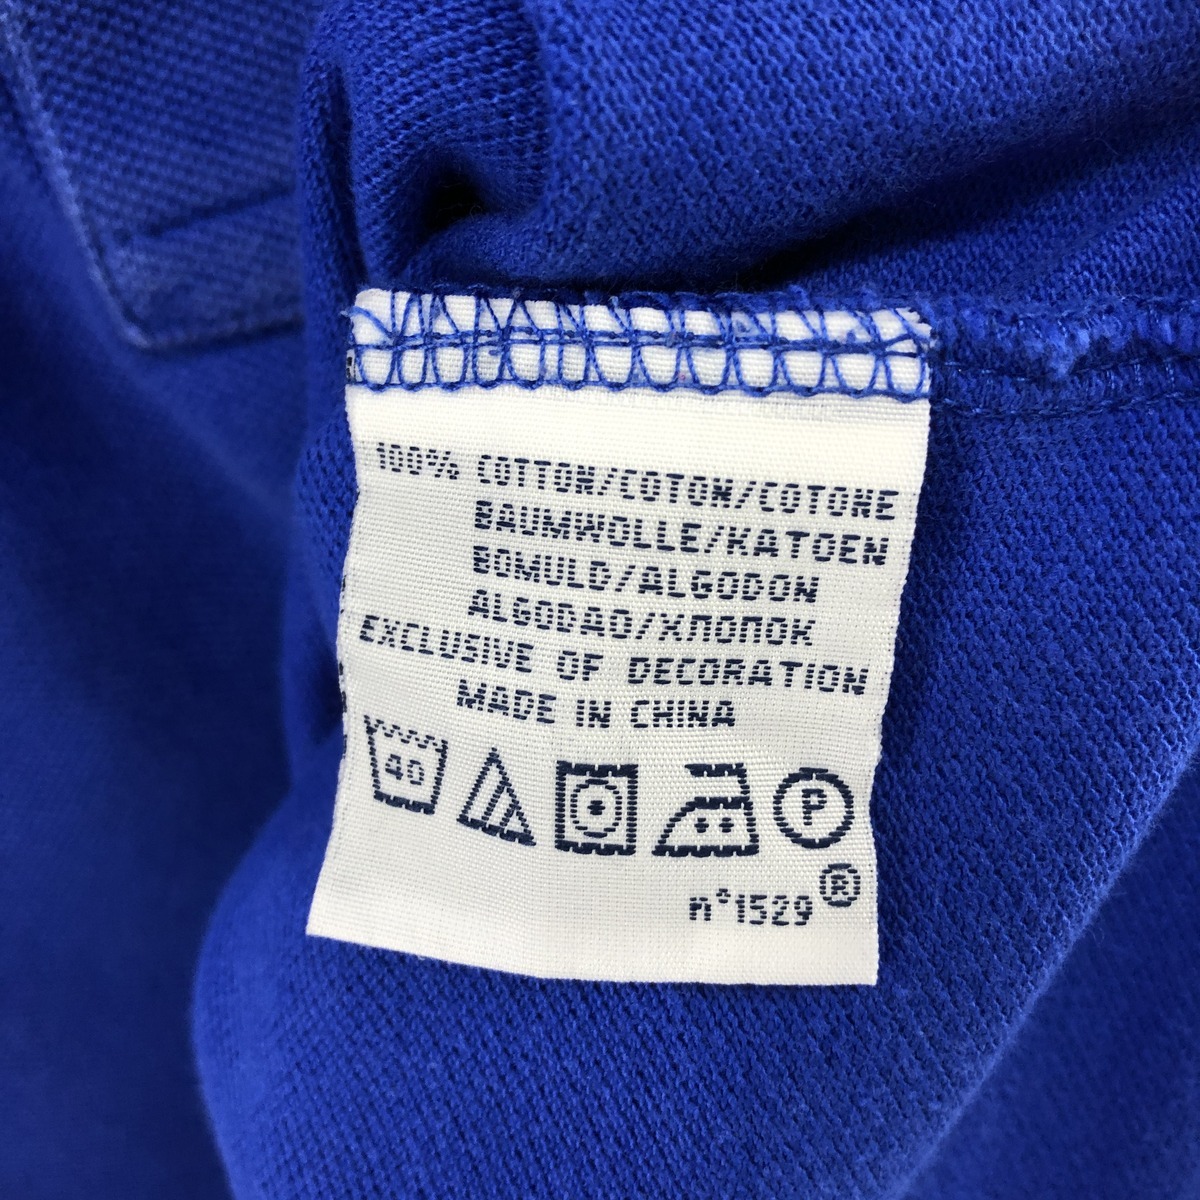 100% COTTON/COTON/COTONE
BAUMWOLLE/KATOEN
BOMULD/ALGODON
ALGODAO/ХЛОПОК
EXCLUSIVE OF DECORATION
MADE IN CHINA
40
P
n°1529®